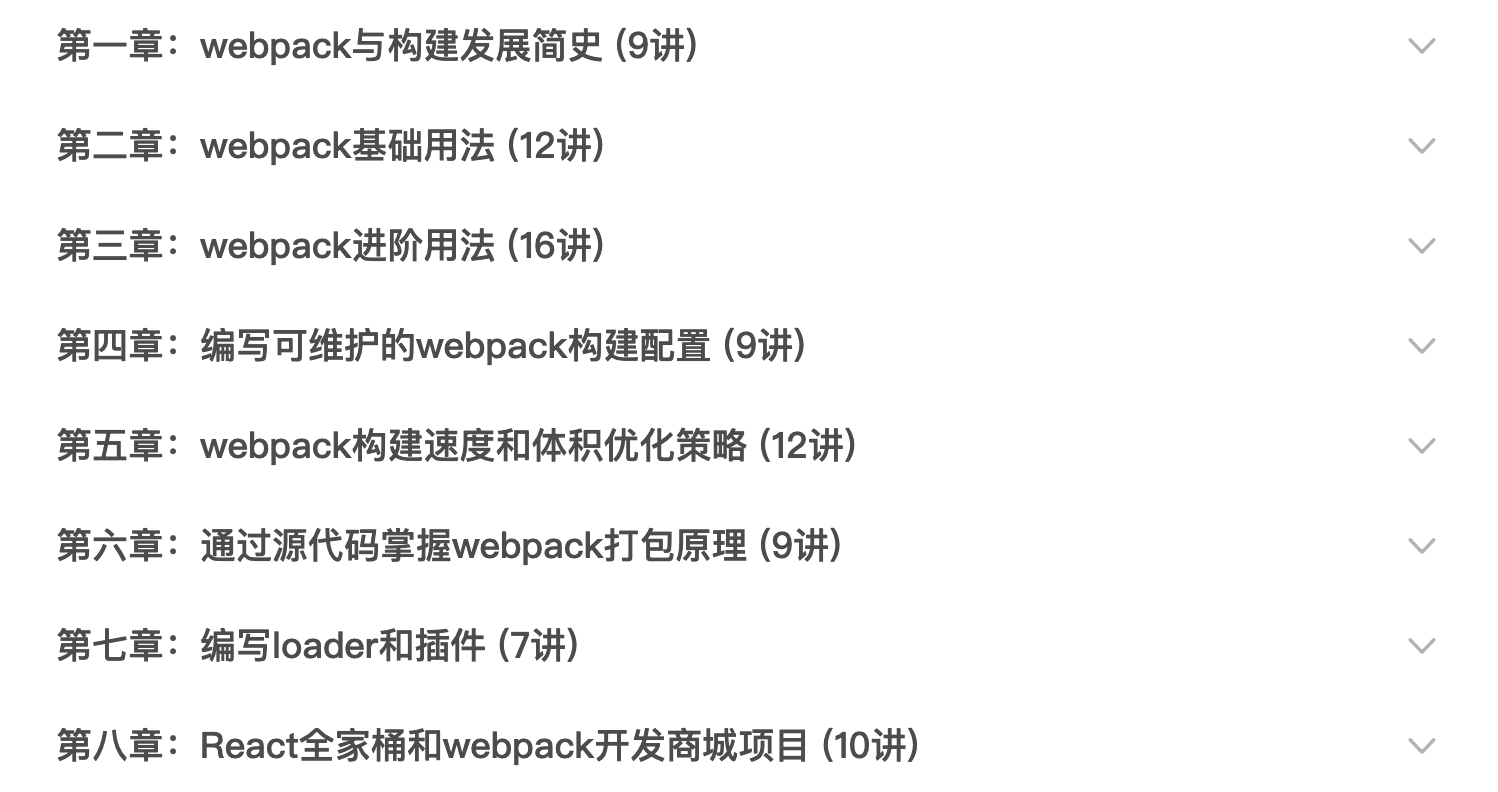 第一章：webpack与构建发展简史 (9讲)
第二章：webpack基础用法 (12讲)
第三章：webpack进阶用法 (16讲)
第四章：编写可维护的webpack构建配置 (9讲)
第五章：webpack构建速度和体积优化策略 (12讲)
第六章：通过源代码掌握webpack打包原理 (9讲)
第七章：编写loader和插件 (7讲)
第八章：React全家桶和webpack开发商城项目 (10讲)